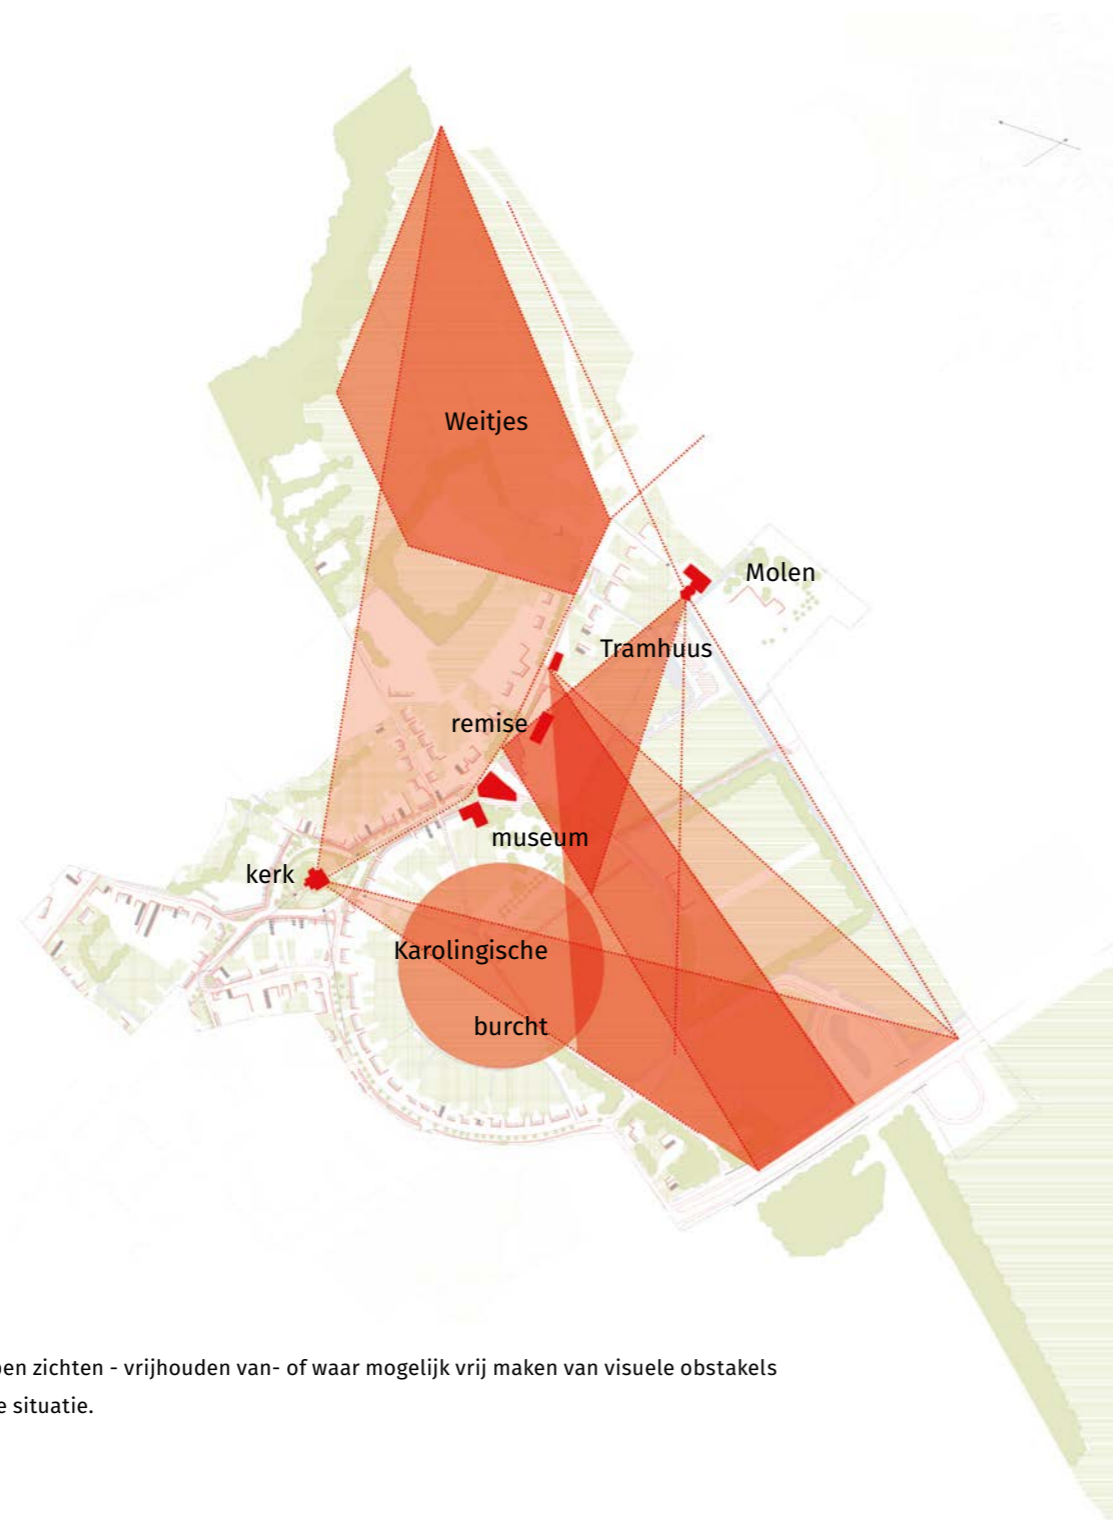 Weitjes
Molen
Tramhuus
remise
museum
kerk
Karolingische
burcht
zichten - vrijhouden van- of waar mogelijk vrij maken van visuele obstakels
situatie.